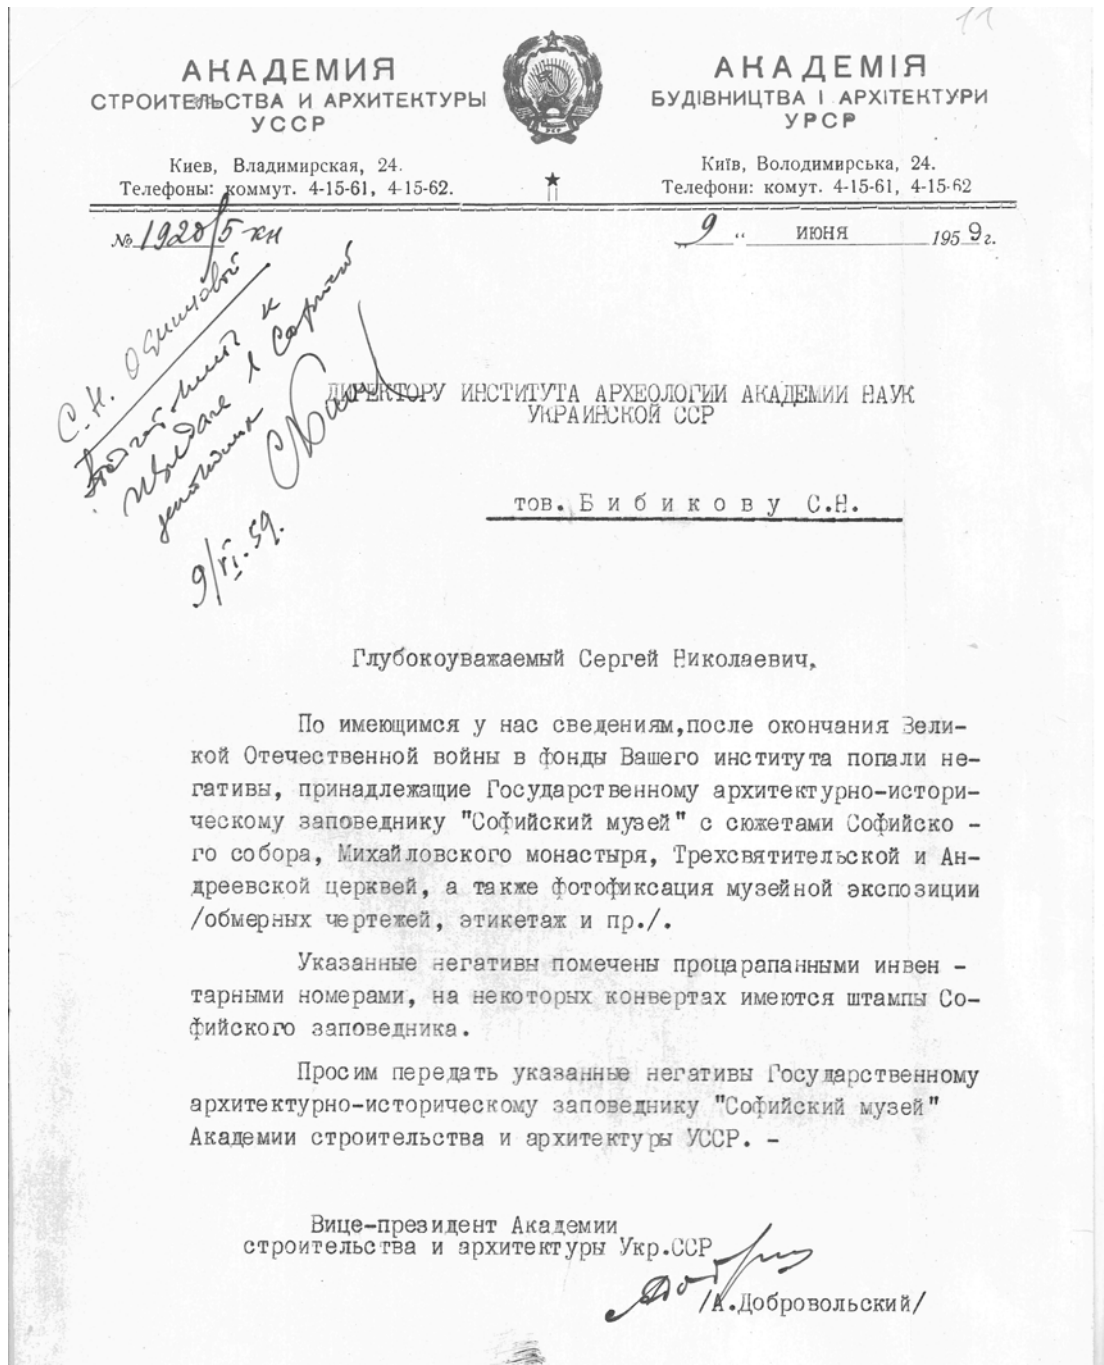 11
АКАДЕМИЯ
СТРОИТЕЛЬСТВА И АРХИТЕКТУРЫ
УССР
Киев, Владимирская, 24.
Телефоны: коммут. 4-15-61, 4-15-62.
АКАДЕМІЯ
БУДІВНИЦТВА І АРХІТЕКТУРИ
УРСР
Київ, Володимирська, 24.
Телефони: комут. 4-15-61, 4-15-62
№ 1920/5 кн
9 " июня 1959 г.
С.Н. Одинцовой
к
в Софийск
9/VI.59.
ДИРЕКТОРУ ИНСТИТУТА АРХЕОЛОГИИ АКАДЕМИИ НАУК
УКРАИНСКОЙ ССР
тов. Б и б и к о в у С.Н.
Глубокоуважаемый Сергей Николаевич,
По имеющимся у нас сведениям,после окончания Вели-
кой Отечественной войны в фонды Вашего института попали не-
гативы, принадлежащие Государственному архитектурно-истори-
ческому заповеднику "Софийский музей" с сюжетами Софийско -
го собора, Михайловского монастыря, Трехсвятительской и Ан-
дреевской церквей, а также фотофиксация музейной экспозиции
/обмерных чертежей, этикетаж и пр./.
Указанные негативы помечены процарапанными инвен -
тарными номерами, на некоторых конвертах имеются штампы Со-
фийского заповедника.
Просим передать указанные негативы Государственному
архитектурно-историческому заповеднику "Софийский музей"
Академии строительства и архитектуры УССР. -
Вице-президент Академии
строительства и архитектуры Укр.ССР
/А.Добровольский/